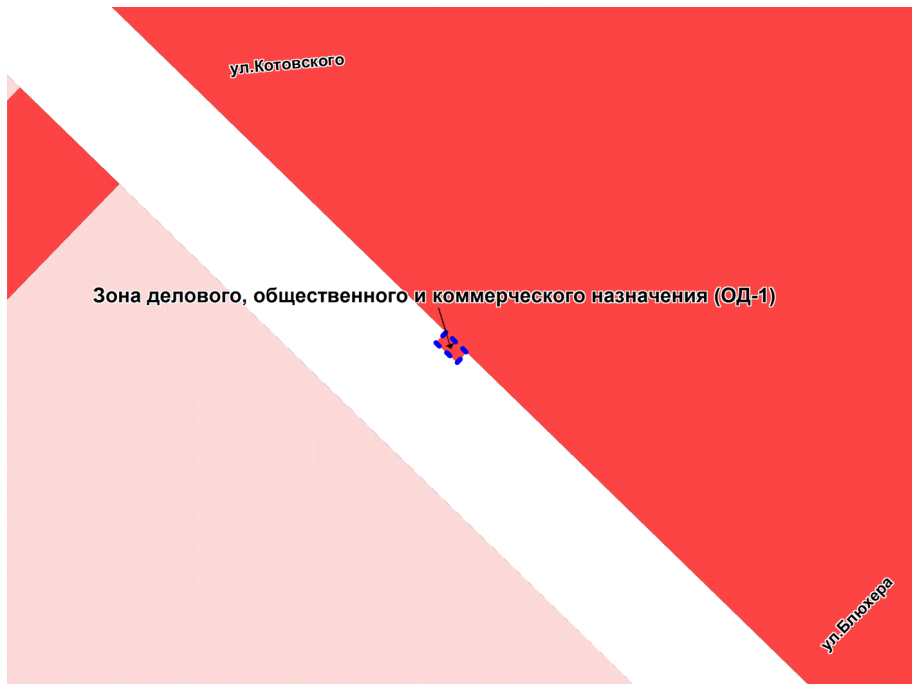 ул.Котовского
Зона делового, общественного и коммерческого назначения (ОД-1)
ул.Блюхера